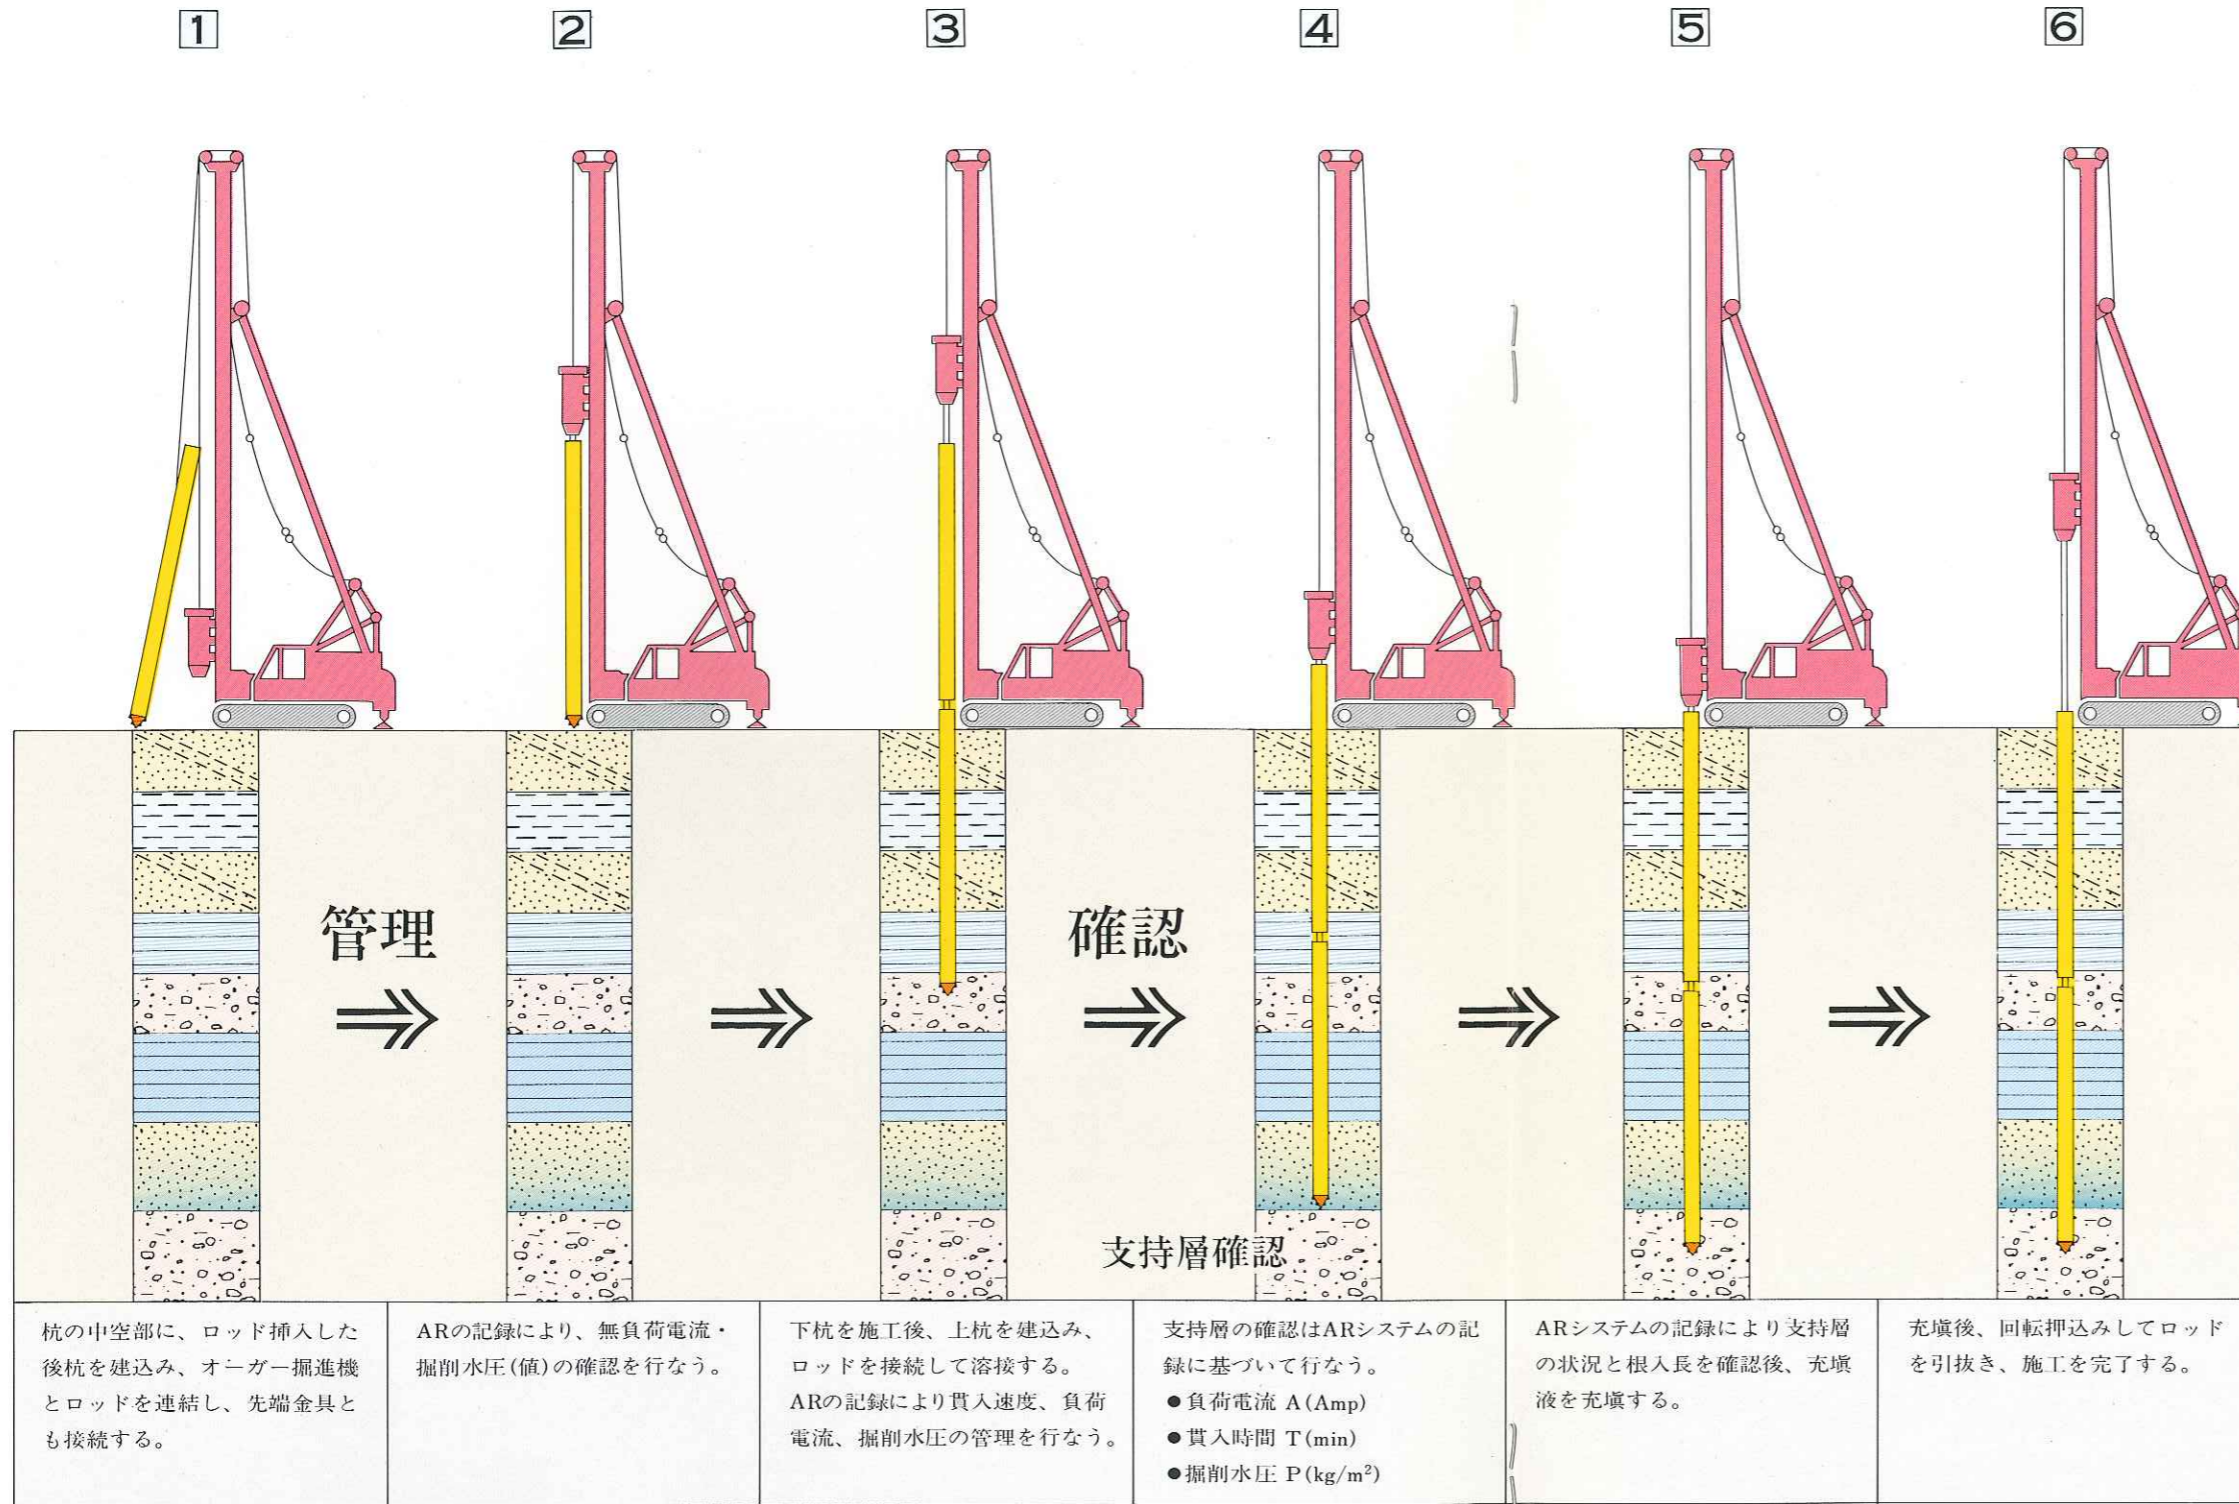 1
2
3
4
5
6
管理
確認
支持層確認
杭の中空部に、ロッド挿入した
後杭を建込み、オーガー掘進機
とロッドを連結し、先端金具と
も接続する。
ARの記録により、無負荷電流・
掘削水圧(値)の確認を行なう。
下杭を施工後、上杭を建込み、
ロッドを接続して溶接する。
ARの記録により貫入速度、負荷
電流、掘削水圧の管理を行なう。
支持層の確認はARシステムの記
録に基づいて行なう。
●負荷電流 A(Amp)
●貫入時間 T(min)
●掘削水圧 P(kg/m²)
ARシステムの記録により支持層
の状況と根入長を確認後、充塡
液を充塡する。
充塡後、回転押込みしてロッド
を引抜き、施工を完了する。